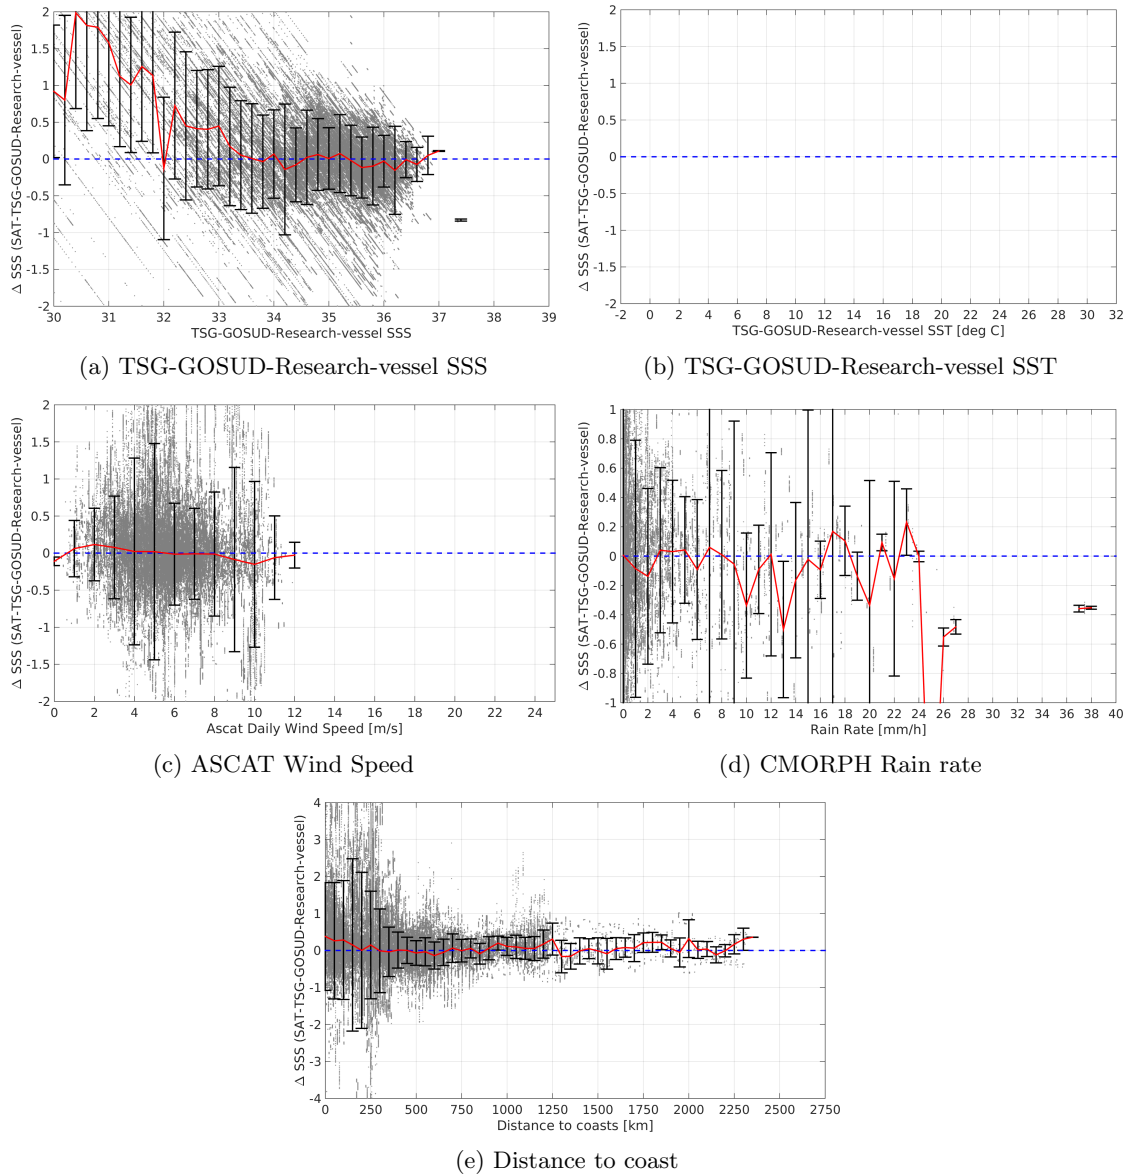 2
1.5
1
0.5
0
-0.5
-1
-1.5
-2
Δ SSS (SAT-TSG-GOSUD-Research-vessel)
30 31 32 33 34 35 36 37 38 39
TSG-GOSUD-Research-vessel SSS
(a) TSG-GOSUD-Research-vessel SSS
2
1.5
1
0.5
0
-0.5
-1
-1.5
-2
Δ SSS (SAT-TSG-GOSUD-Research-vessel)
-2 0 2 4 6 8 10 12 14 16 18 20 22 24 26 28 30 32
TSG-GOSUD-Research-vessel SST [deg C]
(b) TSG-GOSUD-Research-vessel SST
2
1.5
1
0.5
0
-0.5
-1
-1.5
-2
Δ SSS (SAT-TSG-GOSUD-Research-vessel)
0 2 4 6 8 10 12 14 16 18 20 22 24
Ascat Daily Wind Speed [m/s]
(c) ASCAT Wind Speed
1
0.8
0.6
0.4
0.2
0
-0.2
-0.4
-0.6
-0.8
-1
Δ SSS (SAT-TSG-GOSUD-Research-vessel)
0 2 4 6 8 10 12 14 16 18 20 22 24 26 28 30 32 34 36 38 40
Rain Rate [mm/h]
(d) CMORPH Rain rate
4
3
2
1
0
-1
-2
-3
-4
Δ SSS (SAT-TSG-GOSUD-Research-vessel)
0 250 500 750 1000 1250 1500 1750 2000 2250 2500 2750
Distance to coasts [km]
(e) Distance to coast